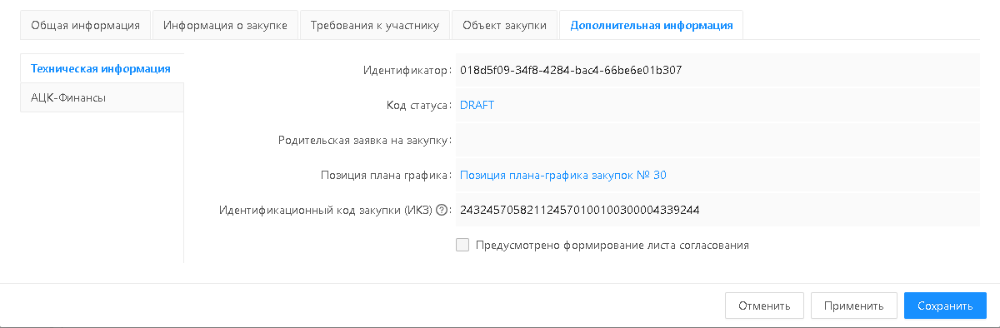 Общая информация
Информация о закупке
Требования к участнику
Объект закупки
Дополнительная информация
Техническая информация
АЦК-Финансы
Идентификатор: 018d5f09-34f8-4284-bac4-66be6e01b307
Код статуса: DRAFT
Родительская заявка на закупку:
Позиция плана графика: Позиция плана-графика закупок № 30
Идентификационный код закупки (ИКЗ) ?: 243245705821124570100100300004339244
Предусмотрено формирование листа согласования
Отменить
Применить
Сохранить